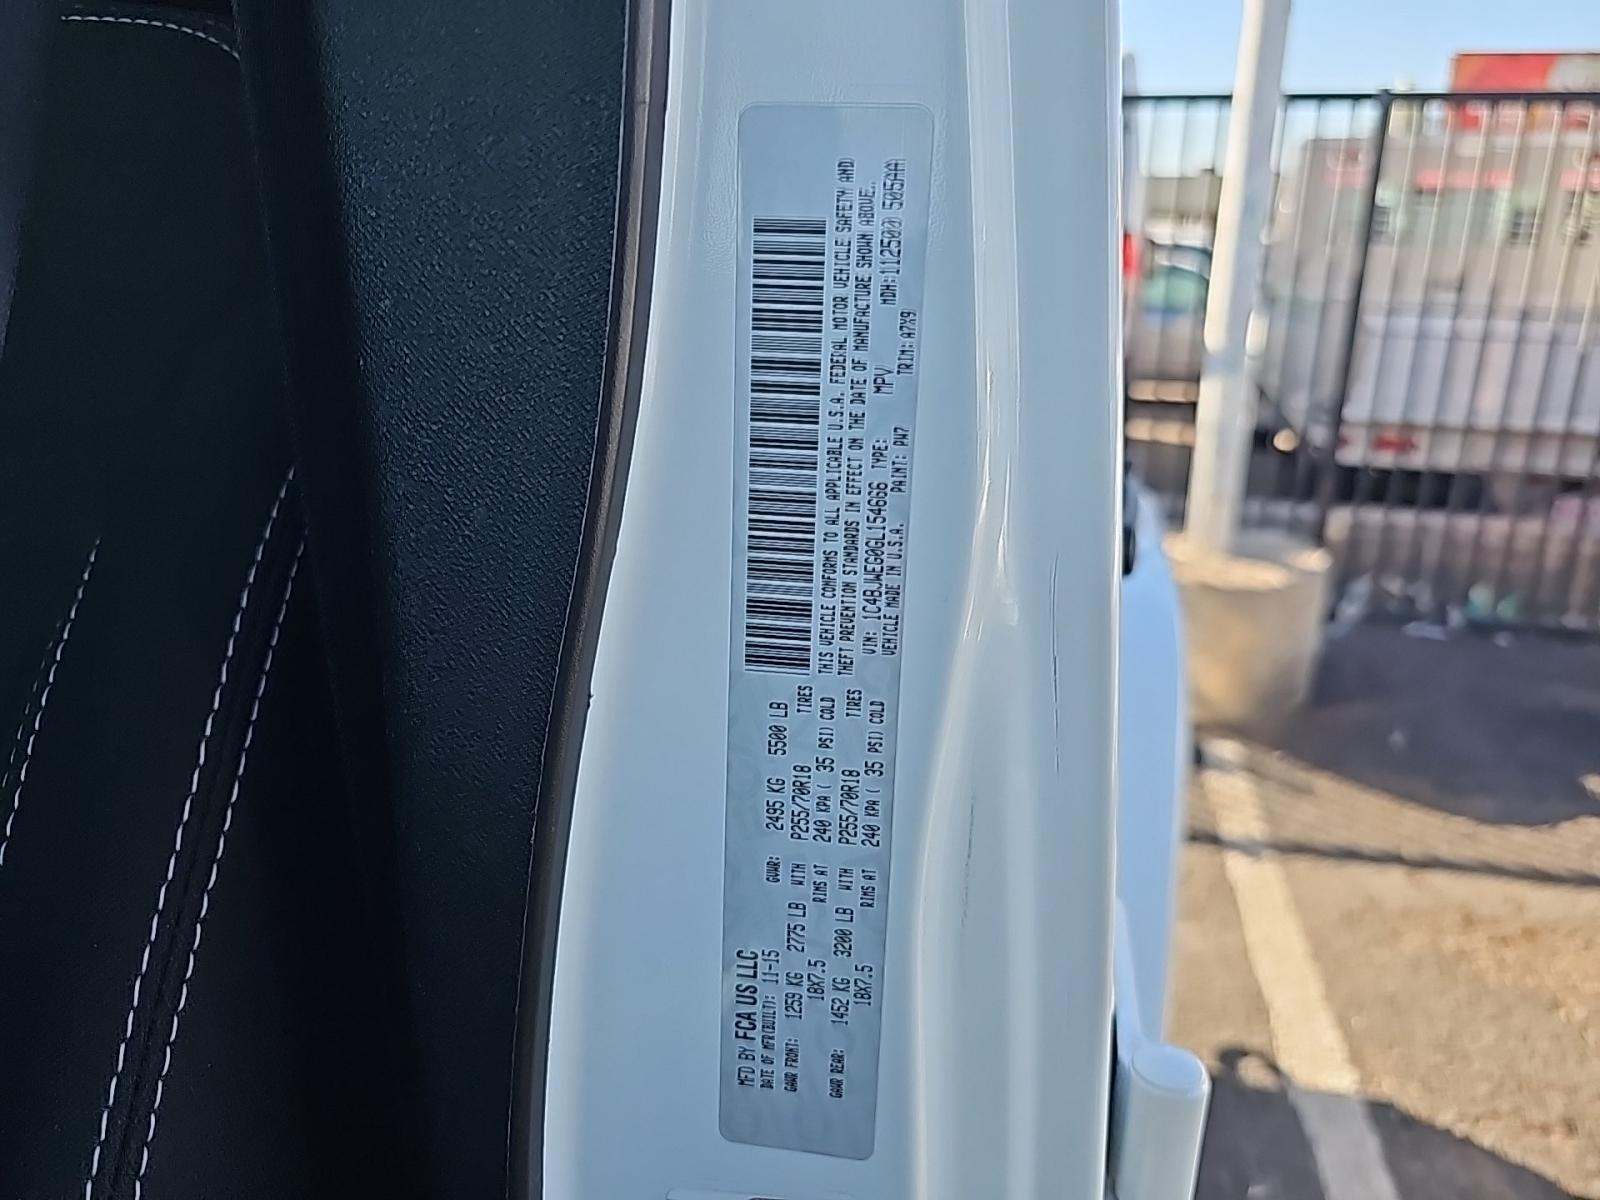 MFD BY FCA US LLC
DATE OF MFR(BUILT): 11-15 GVWR: 2495 KG 5500 LB
GAWR FRONT: 1259 KG 2775 LB WITH P255/70R18 TIRES
18X7.5 RIMS AT 240 KPA ( 35 PSI) COLD
GAWR REAR: 1452 KG 3200 LB WITH P255/70R18 TIRES
18X7.5 RIMS AT 240 KPA ( 35 PSI) COLD
THIS VEHICLE CONFORMS TO ALL APPLICABLE U.S.A. FEDERAL MOTOR VEHICLE SAFETY AND
THEFT PREVENTION STANDARDS IN EFFECT ON THE DATE OF MANUFACTURE SHOWN ABOVE.
VIN: 1C4BJWEG0GL154666 TYPE: MPV MDH: 112500 505AA
VEHICLE MADE IN U.S.A. PAINT: PW7 TRIM: A7X9